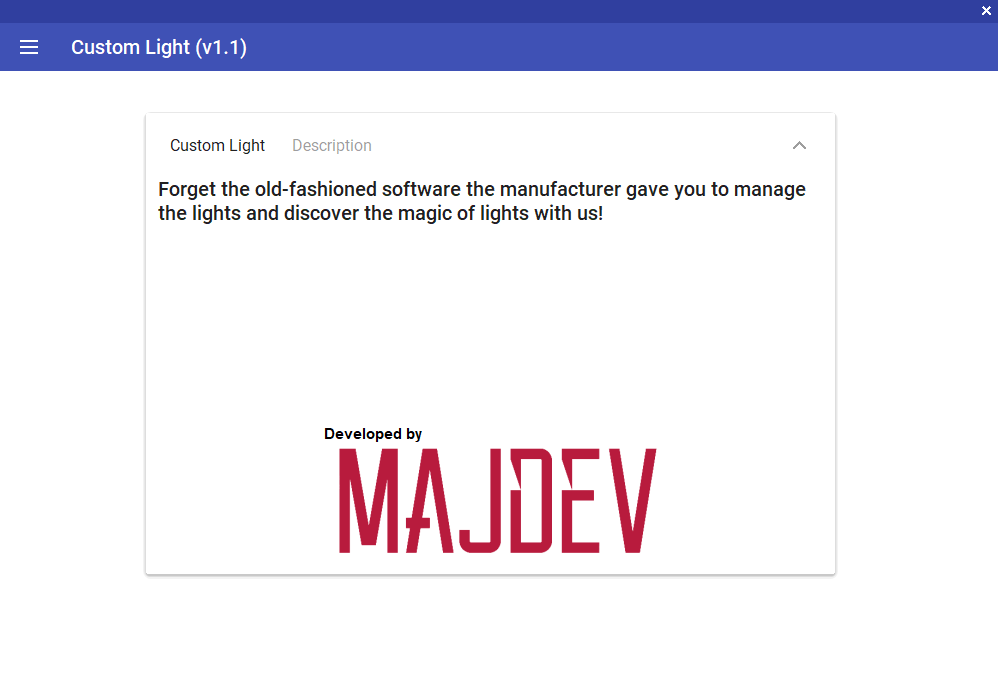 Custom Light (v1.1)
Custom Light Description
Forget the old-fashioned software the manufacturer gave you to manage
the lights and discover the magic of lights with us!
Developed by
MAJDEV